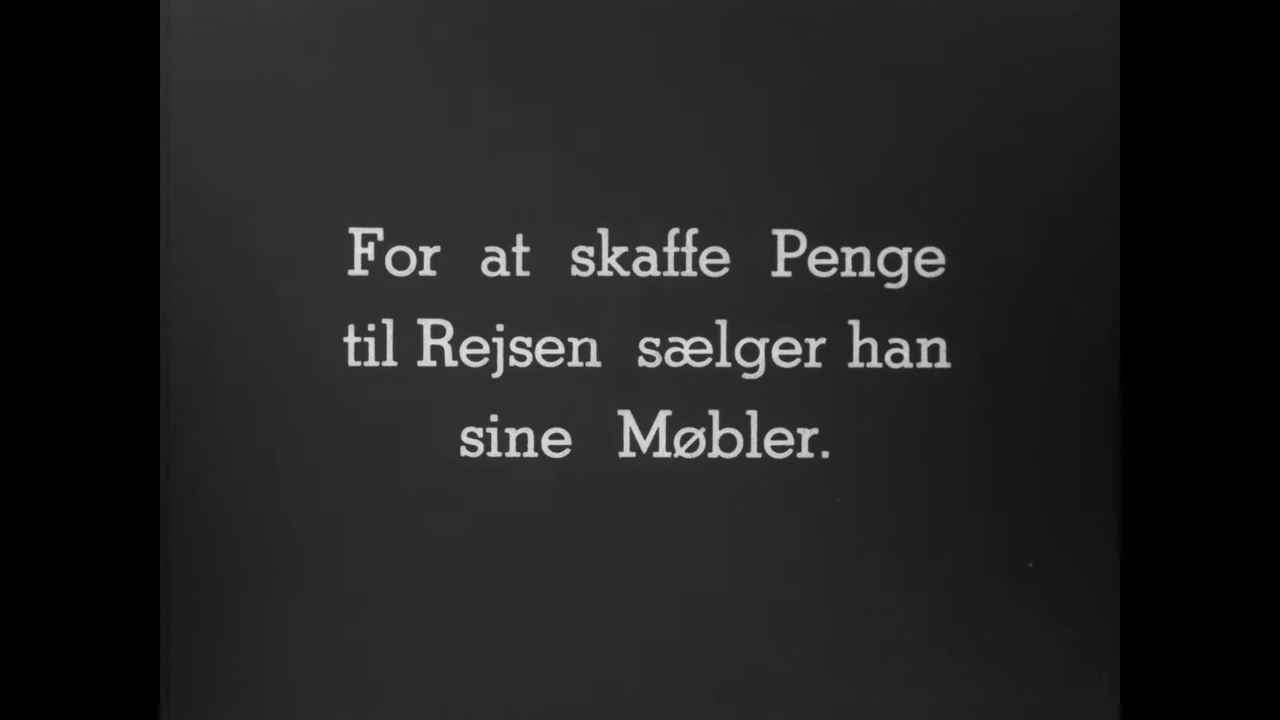 For at skaffe Penge
til Rejsen sælger han
sine Møbler.